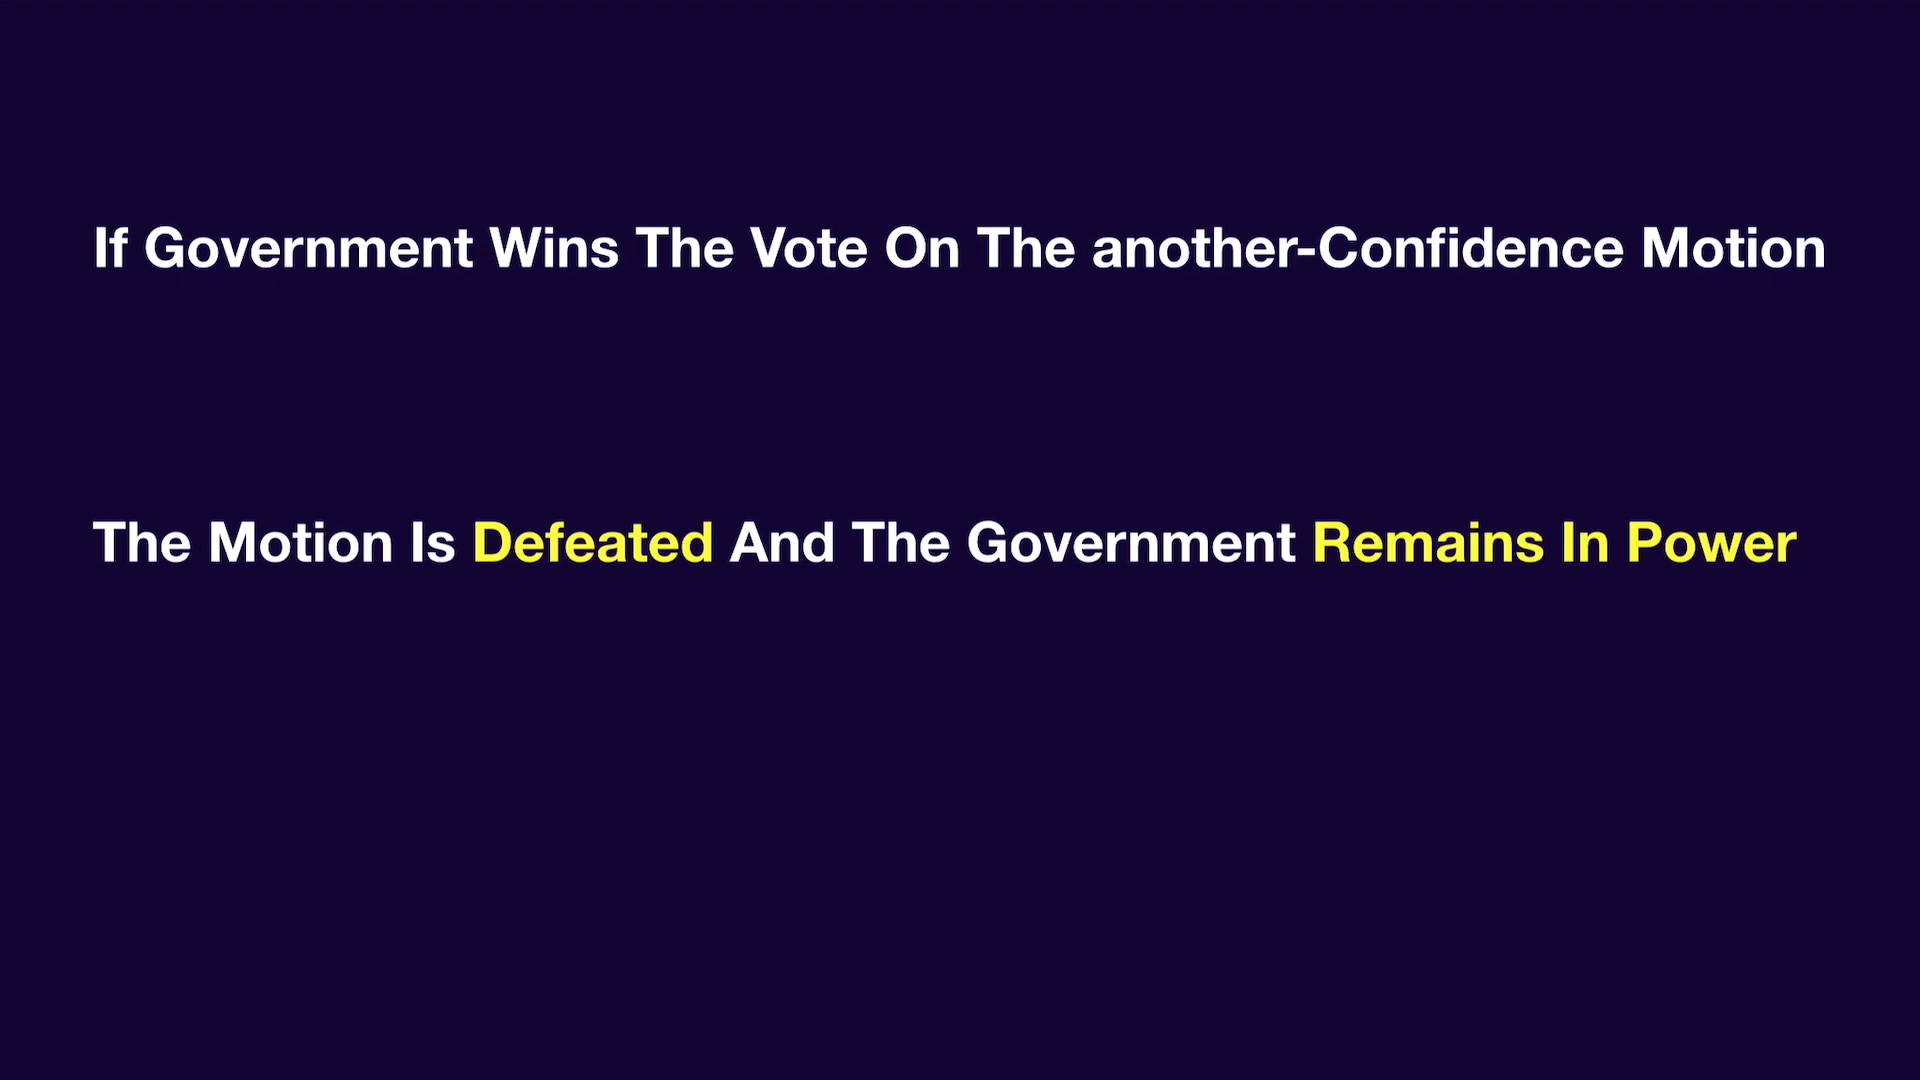 If Government Wins The Vote On The another-Confidence Motion
The Motion Is Defeated And The Government Remains In Power